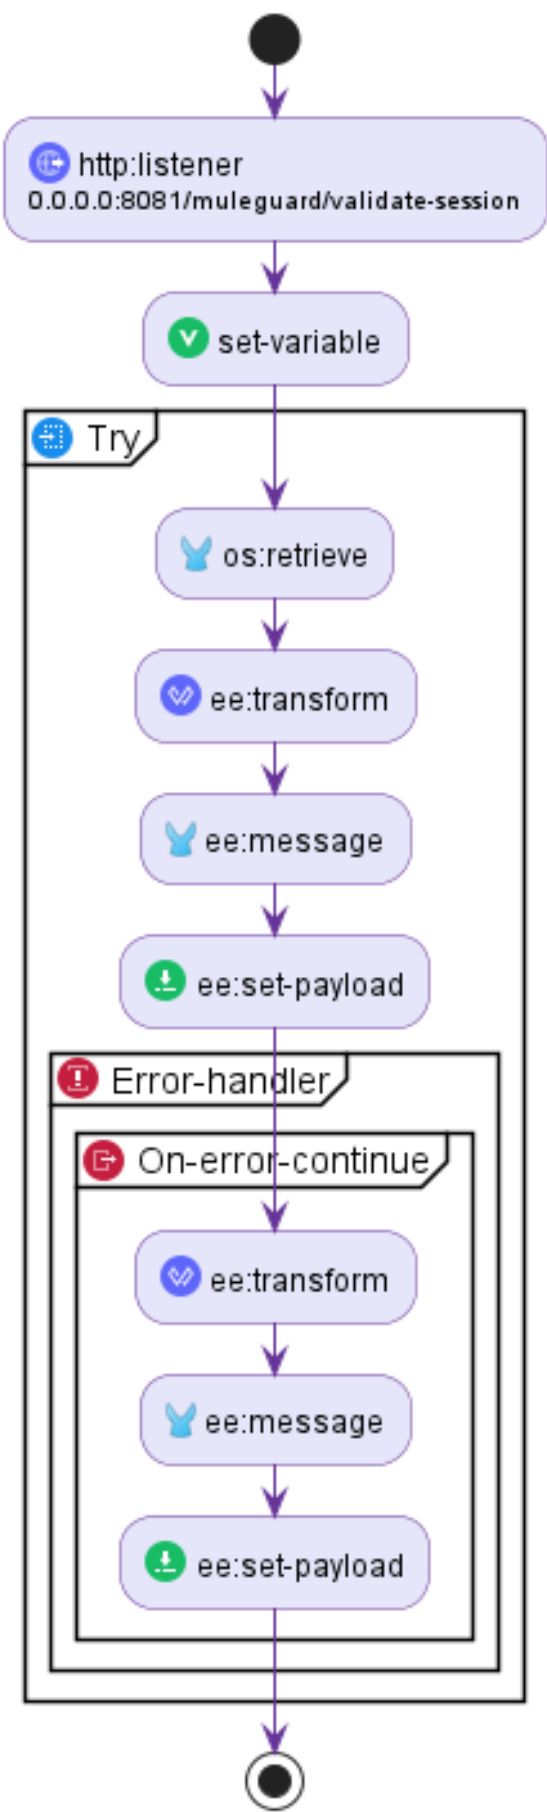 http:listener
0.0.0.0:8081/muleguard/validate-session
set-variable
Try
os:retrieve
ee:transform
ee:message
ee:set-payload
Error-handler
On-error-continue
ee:transform
ee:message
ee:set-payload